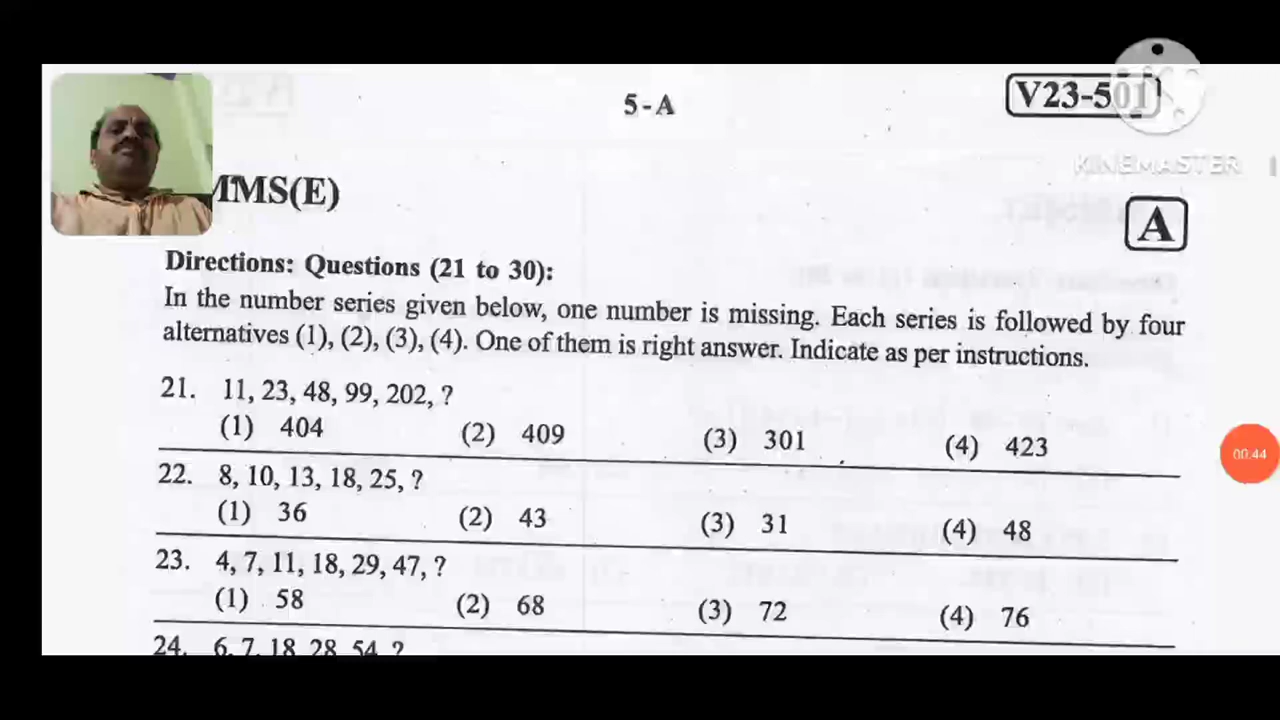 5-A
V23-501
KINEMASTER
MMS(E)
A
Directions: Questions (21 to 30):
In the number series given below, one number is missing. Each series is followed by four
alternatives (1), (2), (3), (4). One of them is right answer. Indicate as per instructions.
21. 11, 23, 48, 99, 202, ?
(1) 404 (2) 409 (3) 301 (4) 423
22. 8, 10, 13, 18, 25, ?
(1) 36 (2) 43 (3) 31 (4) 48
00:44
23. 4, 7, 11, 18, 29, 47, ?
(1) 58 (2) 68 (3) 72 (4) 76
24. 6, 7, 18, 28, 54, ?